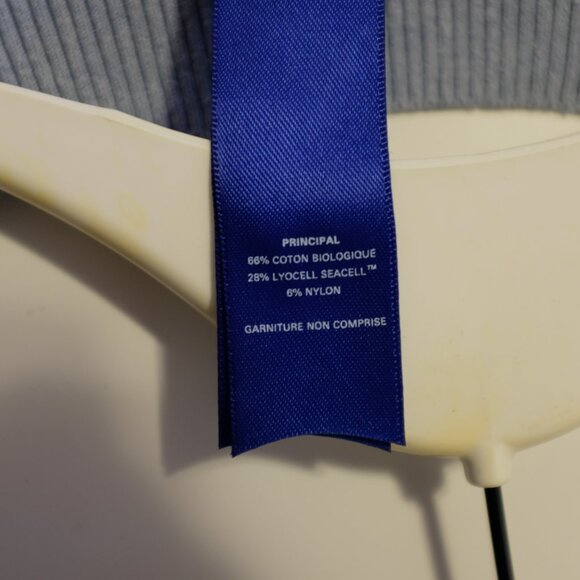 PRINCIPAL
66% COTON BIOLOGIQUE
28% LYOCELL SEACELL™
6% NYLON
GARNITURE NON COMPRISE